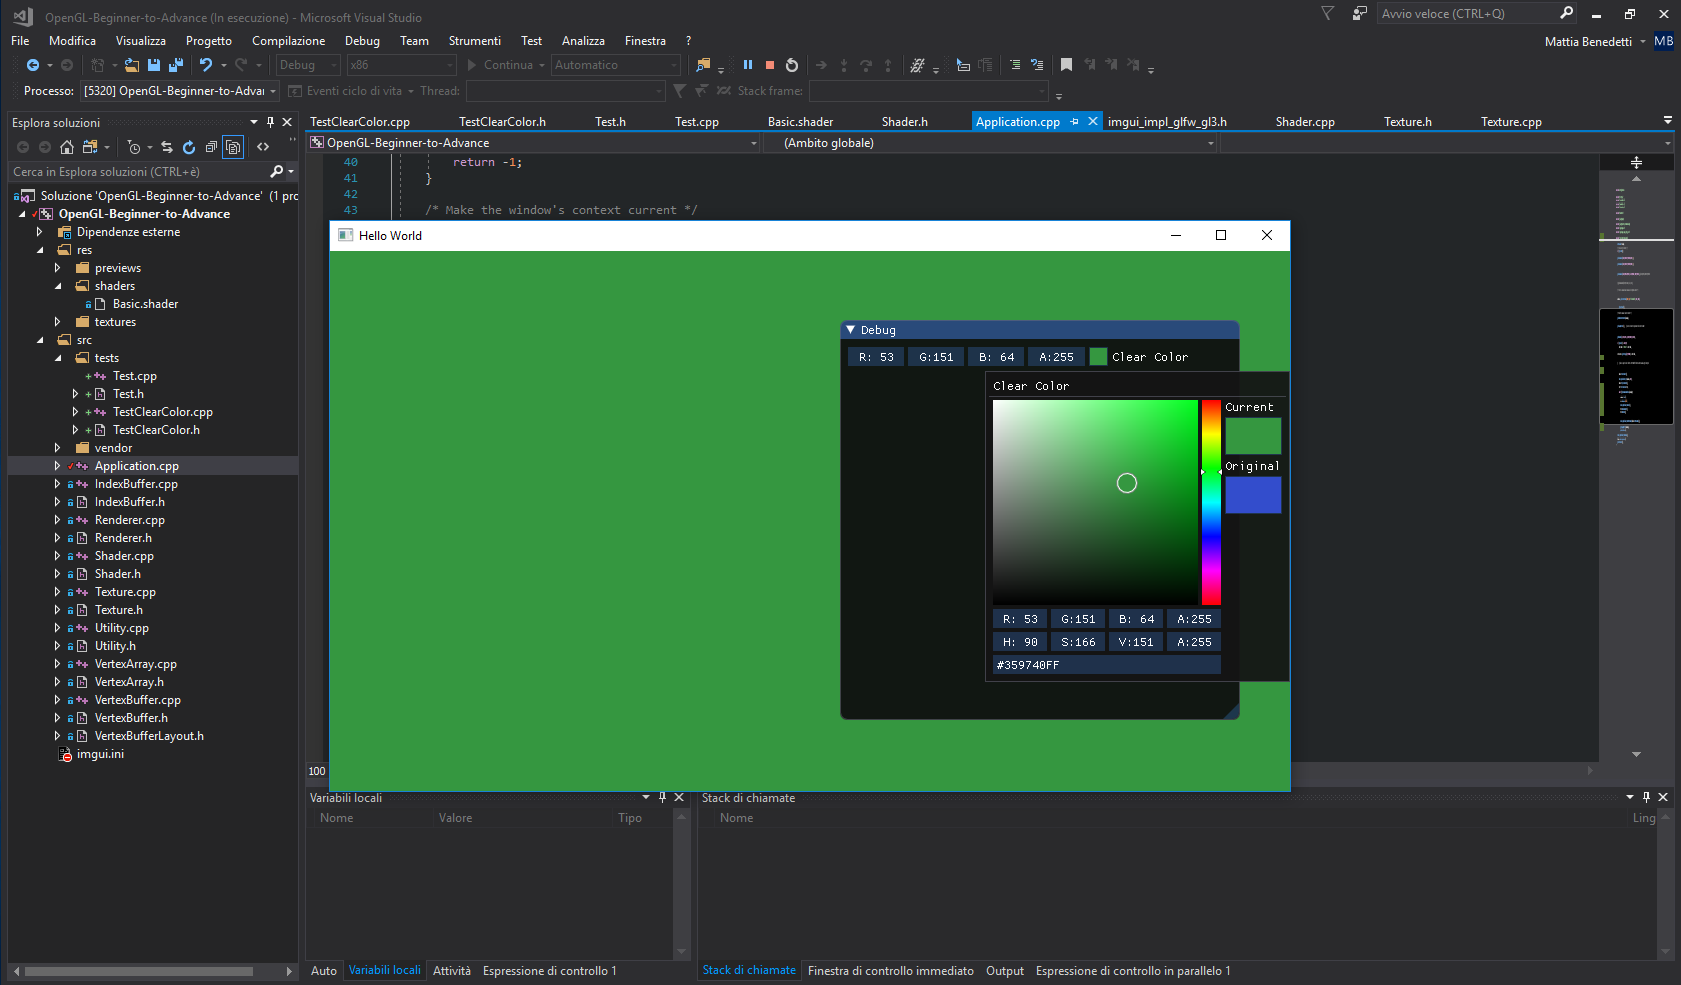 OpenGL-Beginner-to-Advance (In esecuzione) - Microsoft Visual Studio
Avvio veloce (CTRL+Q)
File Modifica Visualizza Progetto Compilazione Debug Team Strumenti Test Analizza Finestra ?
Mattia Benedetti MB
Debug x86 Continua Automatico
Processo: [5320] OpenGL-Beginner-to-Advar Eventi ciclo di vita Thread: Stack frame:
Esplora soluzioni
TestClearColor.cpp TestClearColor.h Test.h Test.cpp Basic.shader Shader.h Application.cpp imgui_impl_glfw_gl3.h Shader.cpp Texture.h Texture.cpp
OpenGL-Beginner-to-Advance (Ambito globale)
Cerca in Esplora soluzioni (CTRL+è)
40 return -1;
41 }
42
43 /* Make the window's context current */
Soluzione 'OpenGL-Beginner-to-Advance' (1 prc
OpenGL-Beginner-to-Advance
Dipendenze esterne
res
previews
shaders
Basic.shader
textures
src
tests
Test.cpp
Test.h
TestClearColor.cpp
TestClearColor.h
vendor
Application.cpp
IndexBuffer.cpp
IndexBuffer.h
Renderer.cpp
Renderer.h
Shader.cpp
Shader.h
Texture.cpp
Texture.h
Utility.cpp
Utility.h
VertexArray.cpp
VertexArray.h
VertexBuffer.cpp
VertexBuffer.h
VertexBufferLayout.h
imgui.ini
Hello World
Debug
R: 53 G:151 B: 64 A:255 Clear Color
Clear Color
Current
Original
R: 53 G:151 B: 64 A:255
H: 90 S:166 V:151 A:255
#359740FF
100
Variabili locali
Nome Valore Tipo
Auto Variabili locali Attività Espressione di controllo 1
Stack di chiamate
Nome Ling
Stack di chiamate Finestra di controllo immediato Output Espressione di controllo in parallelo 1